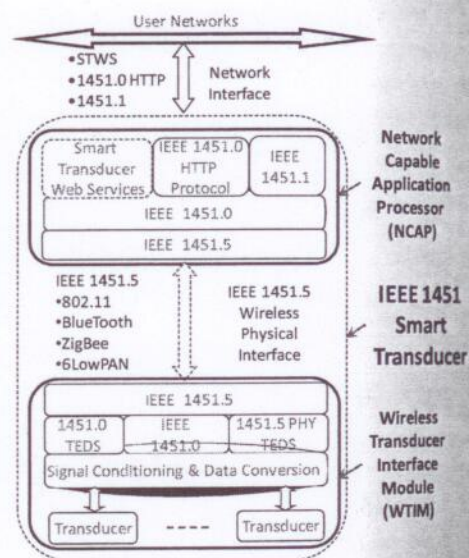 User Networks
•STWS
•1451.0 HTTP
•1451.1
Network
Interface
Smart
Transducer
Web Services
IEEE 1451.0
HTTP
Protocol
IEEE
1451.1
IEEE 1451.0
IEEE 1451.5
Network
Capable
Application
Processor
(NCAP)
IEEE 1451.5
•802.11
•BlueTooth
•ZigBee
•6LowPAN
IEEE 1451.5
Wireless
Physical
Interface
IEEE 1451
Smart
Transducer
IEEE 1451.5
1451.0
TEDS
IEEE
1451.0
1451.5 PHY
TEDS
Signal Conditioning & Data Conversion
Transducer
Transducer
Wireless
Transducer
Interface
Module
(WTIM)